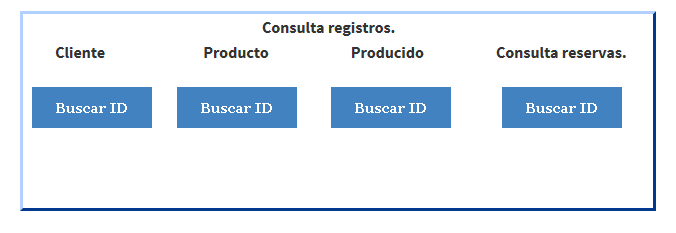 Consulta registros.
Cliente Producto Producido Consulta reservas.
Buscar ID Buscar ID Buscar ID Buscar ID